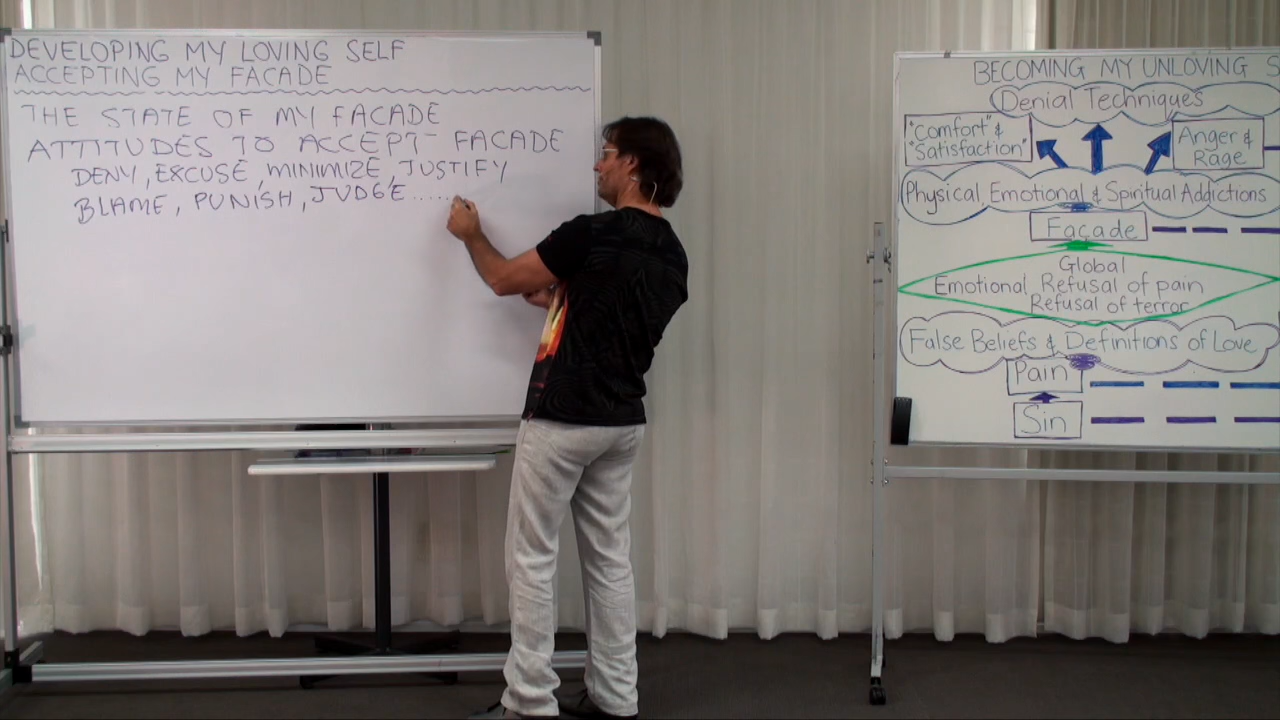 DEVELOPING MY LOVING SELF
ACCEPTING MY FACADE
THE STATE OF MY FACADE
ATTITUDES TO ACCEPT FACADE
DENY, EXCUSE, MINIMIZE, JUSTIFY
BLAME, PUNISH, JUDGE......
BECOMING MY UNLOVING S
Denial Techniques
"Comfort" &
"Satisfaction"
Anger &
Rage
Physical, Emotional & Spiritual Addictions
Façade
Global
Emotional Refusal of pain
Refusal of terror
False Beliefs & Definitions of Love
Pain
Sin